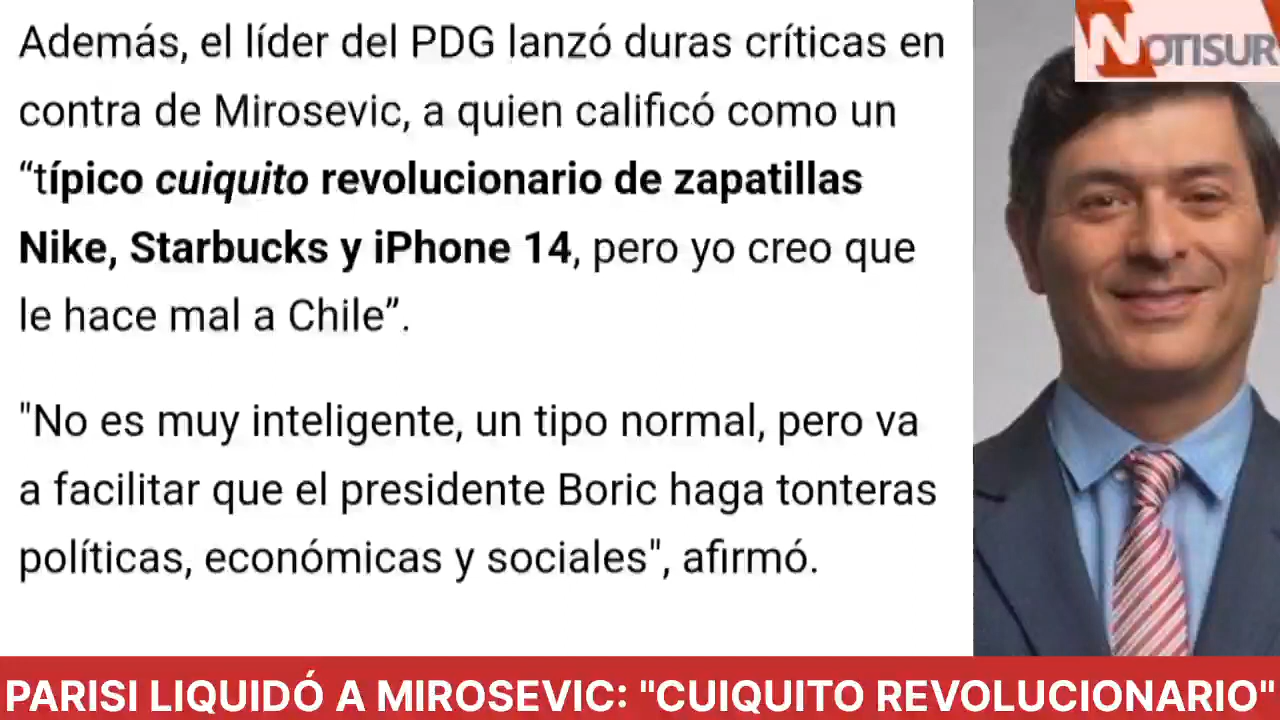 Además, el líder del PDG lanzó duras críticas en
contra de Mirosevic, a quien calificó como un
“típico cuiquito revolucionario de zapatillas
Nike, Starbucks y iPhone 14, pero yo creo que
le hace mal a Chile”.
"No es muy inteligente, un tipo normal, pero va
a facilitar que el presidente Boric haga tonteras
políticas, económicas y sociales", afirmó.
NOTISUR
PARISI LIQUIDÓ A MIROSEVIC: "CUIQUITO REVOLUCIONARIO"